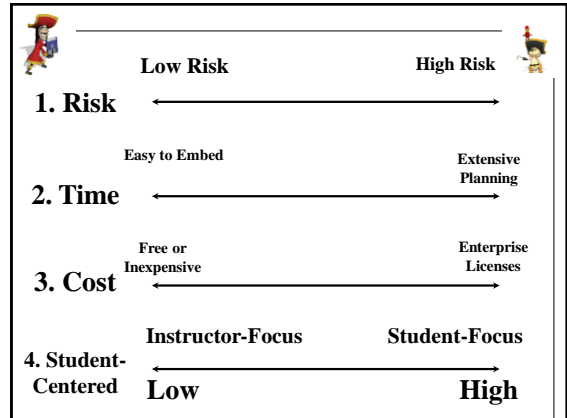 Low Risk
High Risk
1. Risk
Easy to Embed
Extensive
Planning
2. Time
Free or
Inexpensive
Enterprise
Licenses
3. Cost
Instructor-Focus
Student-Focus
4. Student-
Centered
Low
High